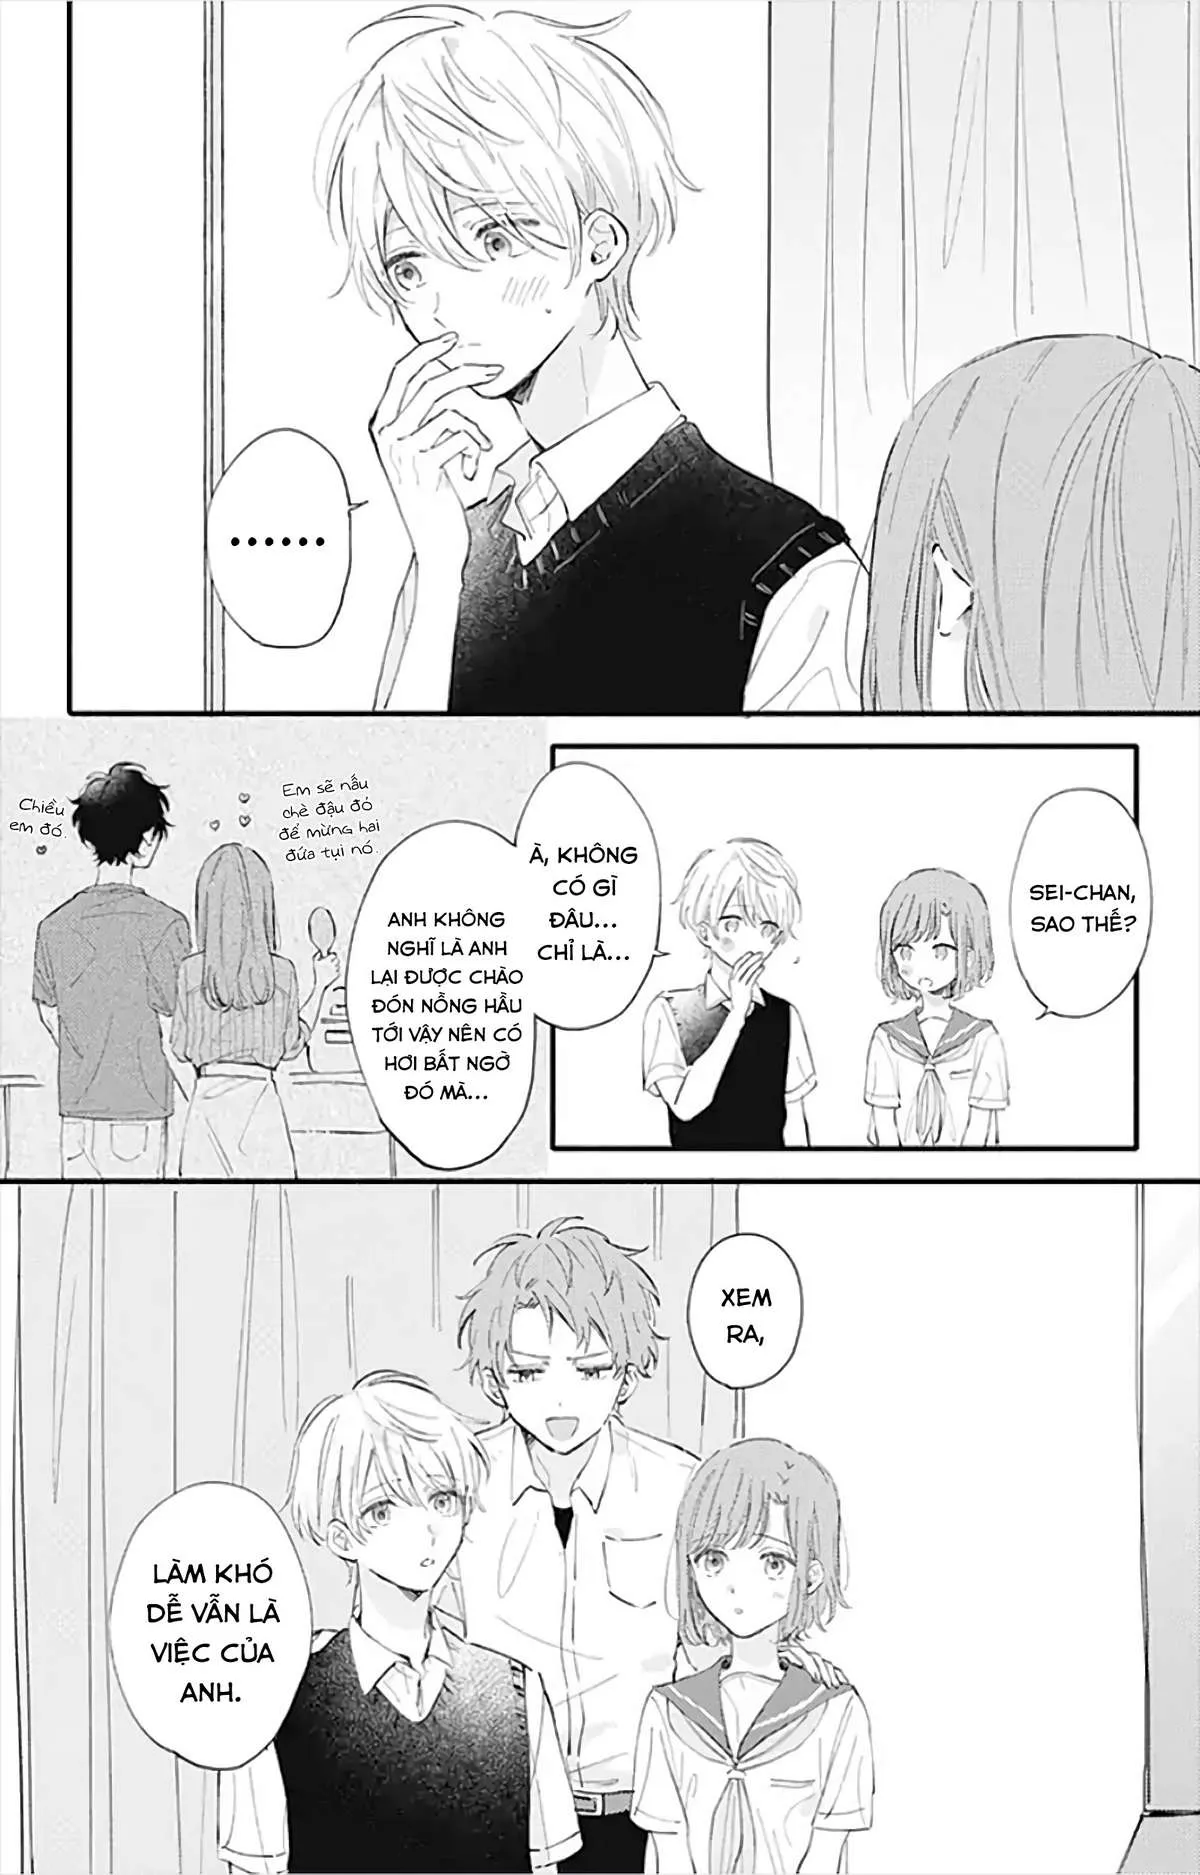 ••••••
SEI-CHAN,
SAO THẾ?
À, KHÔNG
CÓ GÌ
ĐÂU...
CHỈ LÀ...
ANH KHÔNG
NGHĨ LÀ ANH
LẠI ĐƯỢC CHÀO
ĐÓN NỒNG HẦU
TỚI VẬY NÊN CÓ
HƠI BẤT NGỜ
ĐÓ MÀ...
Em sẽ nấu
chè đậu đỏ
để mừng hai
đứa tụi nó.
Chiều
em đó.
XEM
RA,
LÀM KHÓ
DỄ VẪN LÀ
VIỆC CỦA
ANH.